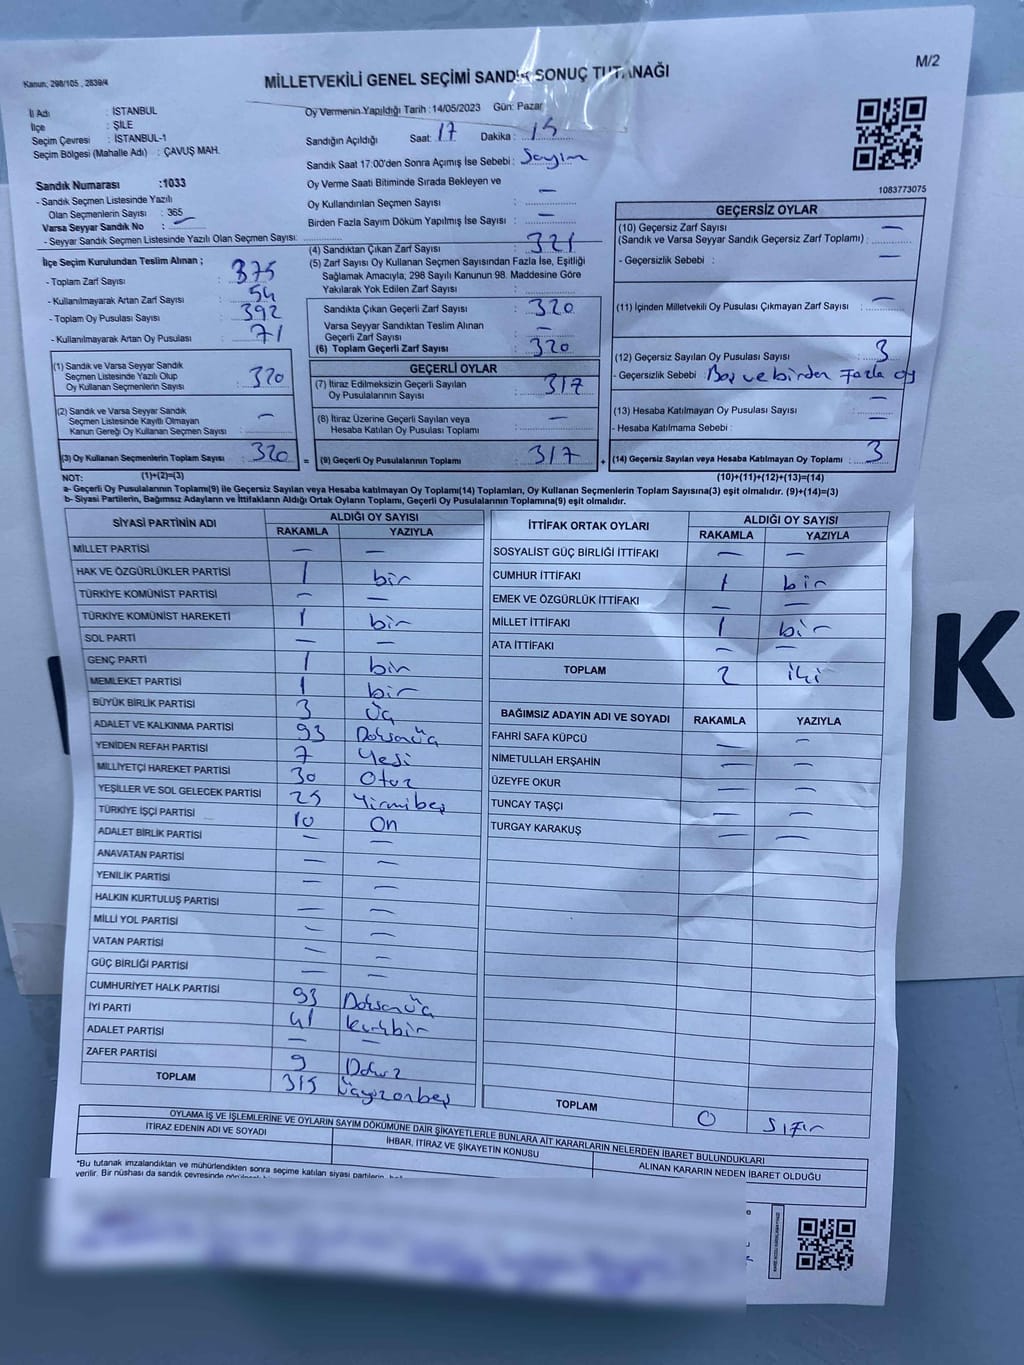 Kanun, 298/105 , 2839/4
MİLLETVEKİLİ GENEL SEÇİMİ SANDIK SONUÇ TUTANAĞI
M/2
İl Adı : İSTANBUL
İlçe : ŞİLE
Seçim Çevresi : İSTANBUL-1
Seçim Bölgesi (Mahalle Adı) : ÇAVUŞ MAH.
Oy Vermenin Yapıldığı Tarih : 14/05/2023 Gün: Pazar
Sandığın Açıldığı Saat: 17 Dakika : 15
Sandık Saat 17:00'den Sonra Açımış İse Sebebi : Sayım
Oy Verme Saati Bitiminde Sırada Bekleyen ve
Oy Kullandırılan Seçmen Sayısı : —
Birden Fazla Sayım Döküm Yapılmış İse Sayısı : —
1083773075
Sandık Numarası :1033
- Sandık Seçmen Listesinde Yazılı
Olan Seçmenlerin Sayısı : 365
Varsa Seyyar Sandık No : —
- Seyyar Sandık Seçmen Listesinde Yazılı Olan Seçmen Sayısı:
İlçe Seçim Kurulundan Teslim Alınan ;
- Toplam Zarf Sayısı : 375
- Kullanılmayarak Artan Zarf Sayısı : 54
- Toplam Oy Pusulası Sayısı : 392
- Kullanılmayarak Artan Oy Pusulası : 71
(4) Sandıktan Çıkan Zarf Sayısı : 321
(5) Zarf Sayısı Oy Kullanan Seçmen Sayısından Fazla İse, Eşitliği
Sağlamak Amacıyla; 298 Sayılı Kanunun 98. Maddesine Göre
Yakılarak Yok Edilen Zarf Sayısı :
Sandıkta Çıkan Geçerli Zarf Sayısı : 320
Varsa Seyyar Sandıktan Teslim Alınan
Geçerli Zarf Sayısı : —
(6) Toplam Geçerli Zarf Sayısı : 320
GEÇERSİZ OYLAR
(10) Geçersiz Zarf Sayısı —
(Sandık ve Varsa Seyyar Sandık Geçersiz Zarf Toplamı) :
- Geçersizlik Sebebi : —
(11) İçinden Milletvekili Oy Pusulası Çıkmayan Zarf Sayısı : —
(12) Geçersiz Sayılan Oy Pusulası Sayısı : 3
- Geçersizlik Sebebi : Boş ve birden fazla oy
(13) Hesaba Katılmayan Oy Pusulası Sayısı : —
- Hesaba Katılmama Sebebi : —
(14) Geçersiz Sayılan veya Hesaba Katılmayan Oy Toplamı : 3
(10)+(11)+(12)+(13)=(14)
(1) Sandık ve Varsa Seyyar Sandık
Seçmen Listesinde Yazılı Olup
Oy Kullanan Seçmenlerin Sayısı : 320
(2) Sandık ve Varsa Seyyar Sandık
Seçmen Listesinde Kayıtlı Olmayan
Kanun Gereği Oy Kullanan Seçmen Sayısı : —
(3) Oy Kullanan Seçmenlerin Toplam Sayısı : 320 =
(1)+(2)=(3)
GEÇERLİ OYLAR
(7) İtiraz Edilmeksizin Geçerli Sayılan
Oy Pusulalarının Sayısı : 317
(8) İtiraz Üzerine Geçerli Sayılan veya
Hesaba Katılan Oy Pusulası Toplamı : —
(9) Geçerli Oy Pusulalarının Toplamı : 317 +
NOT:
a- Geçerli Oy Pusulalarının Toplamı(9) ile Geçersiz Sayılan veya Hesaba katılmayan Oy Toplamı(14) Toplamları, Oy Kullanan Seçmenlerin Toplam Sayısına(3) eşit olmalıdır. (9)+(14)=(3)
b- Siyasi Partilerin, Bağımsız Adayların ve İttifakların Aldığı Ortak Oyların Toplamı, Geçerli Oy Pusulalarının Toplamına(9) eşit olmalıdır.
SİYASİ PARTİNİN ADI ALDIĞI OY SAYISI
RAKAMLA YAZIYLA
MİLLET PARTİSİ — —
HAK VE ÖZGÜRLÜKLER PARTİSİ 1 bir
TÜRKİYE KOMÜNİST PARTİSİ — —
TÜRKİYE KOMÜNİST HAREKETİ 1 bir
SOL PARTİ — —
GENÇ PARTİ 1 bir
MEMLEKET PARTİSİ 1 bir
BÜYÜK BİRLİK PARTİSİ 3 Üç
ADALET VE KALKINMA PARTİSİ 93 Doksanüç
YENİDEN REFAH PARTİSİ 7 Yedi
MİLLİYETÇİ HAREKET PARTİSİ 30 Otuz
YEŞİLLER VE SOL GELECEK PARTİSİ 25 Yirmibeş
TÜRKİYE İŞÇİ PARTİSİ 10 On
ADALET BİRLİK PARTİSİ — —
ANAVATAN PARTİSİ — —
YENİLİK PARTİSİ — —
HALKIN KURTULUŞ PARTİSİ — —
MİLLİ YOL PARTİSİ — —
VATAN PARTİSİ — —
GÜÇ BİRLİĞİ PARTİSİ — —
CUMHURİYET HALK PARTİSİ 93 Doksanüç
İYİ PARTİ 41 kırkbir
ADALET PARTİSİ — —
ZAFER PARTİSİ 9 Dokuz
TOPLAM 315 Üçyüzonbeş
İTTİFAK ORTAK OYLARI ALDIĞI OY SAYISI
RAKAMLA YAZIYLA
SOSYALİST GÜÇ BİRLİĞİ İTTİFAKI — —
CUMHUR İTTİFAKI 1 bir
EMEK VE ÖZGÜRLÜK İTTİFAKI — —
MİLLET İTTİFAKI 1 bir
ATA İTTİFAKI — —
TOPLAM 2 iki
BAĞIMSIZ ADAYIN ADI VE SOYADI RAKAMLA YAZIYLA
FAHRİ SAFA KÜPCÜ — —
NİMETULLAH ERŞAHİN — —
ÜZEYFE OKUR — —
TUNCAY TAŞÇI — —
TURGAY KARAKUŞ — —
TOPLAM 0 Sıfır
OYLAMA İŞ VE İŞLEMLERİNE VE OYLARIN SAYIM DÖKÜMÜNE DAİR ŞİKAYETLERLE BUNLARA AİT KARARLARIN NELERDEN İBARET BULUNDUKLARI
İTİRAZ EDENİN ADI VE SOYADI İHBAR, İTİRAZ VE ŞİKAYETİN KONUSU ALINAN KARARIN NEDEN İBARET OLDUĞU
*Bu tutanak imzalandıktan ve mühürlendikten sonra seçime katılan siyasi partilerin,
verilir. Bir nüshası da sandık çevresinde
K